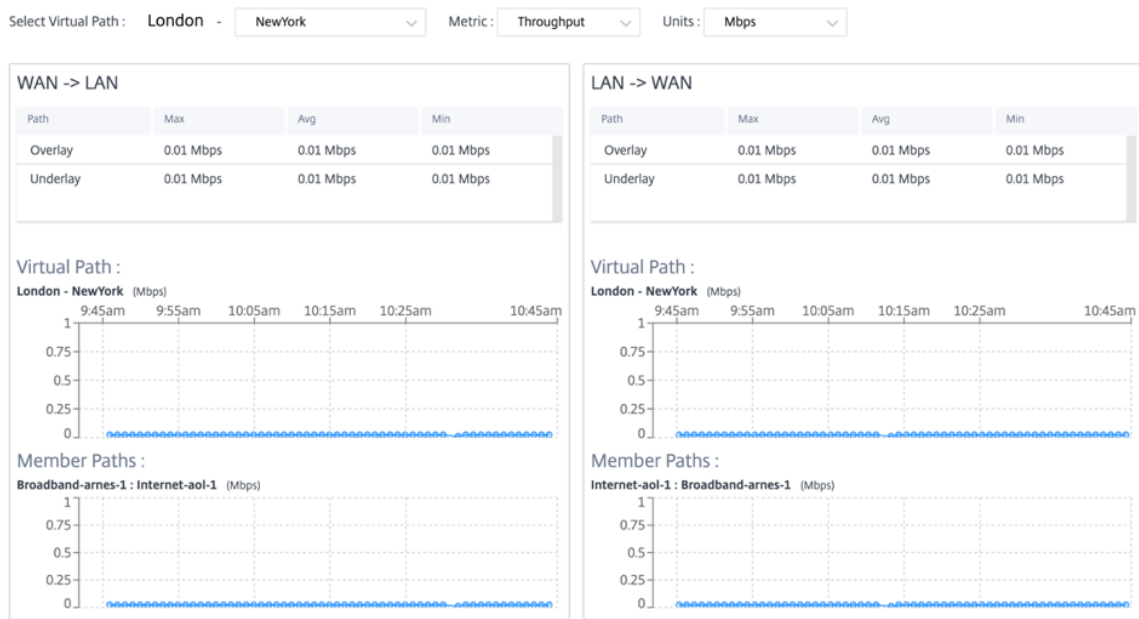 Select Virtual Path : London - NewYork Metric : Throughput Units : Mbps
WAN -> LAN
Path Max Avg Min
Overlay 0.01 Mbps 0.01 Mbps 0.01 Mbps
Underlay 0.01 Mbps 0.01 Mbps 0.01 Mbps
Virtual Path :
London - NewYork (Mbps)
9:45am 9:55am 10:05am 10:15am 10:25am 10:45am
1
0.75
0.5
0.25
0
Member Paths :
Broadband-arnes-1 : Internet-aol-1 (Mbps)
1
0.75
0.5
0.25
0
LAN -> WAN
Path Max Avg Min
Overlay 0.01 Mbps 0.01 Mbps 0.01 Mbps
Underlay 0.01 Mbps 0.01 Mbps 0.01 Mbps
Virtual Path :
London - NewYork (Mbps)
9:45am 9:55am 10:05am 10:15am 10:25am 10:45am
1
0.75
0.5
0.25
0
Member Paths :
Internet-aol-1 : Broadband-arnes-1 (Mbps)
1
0.75
0.5
0.25
0